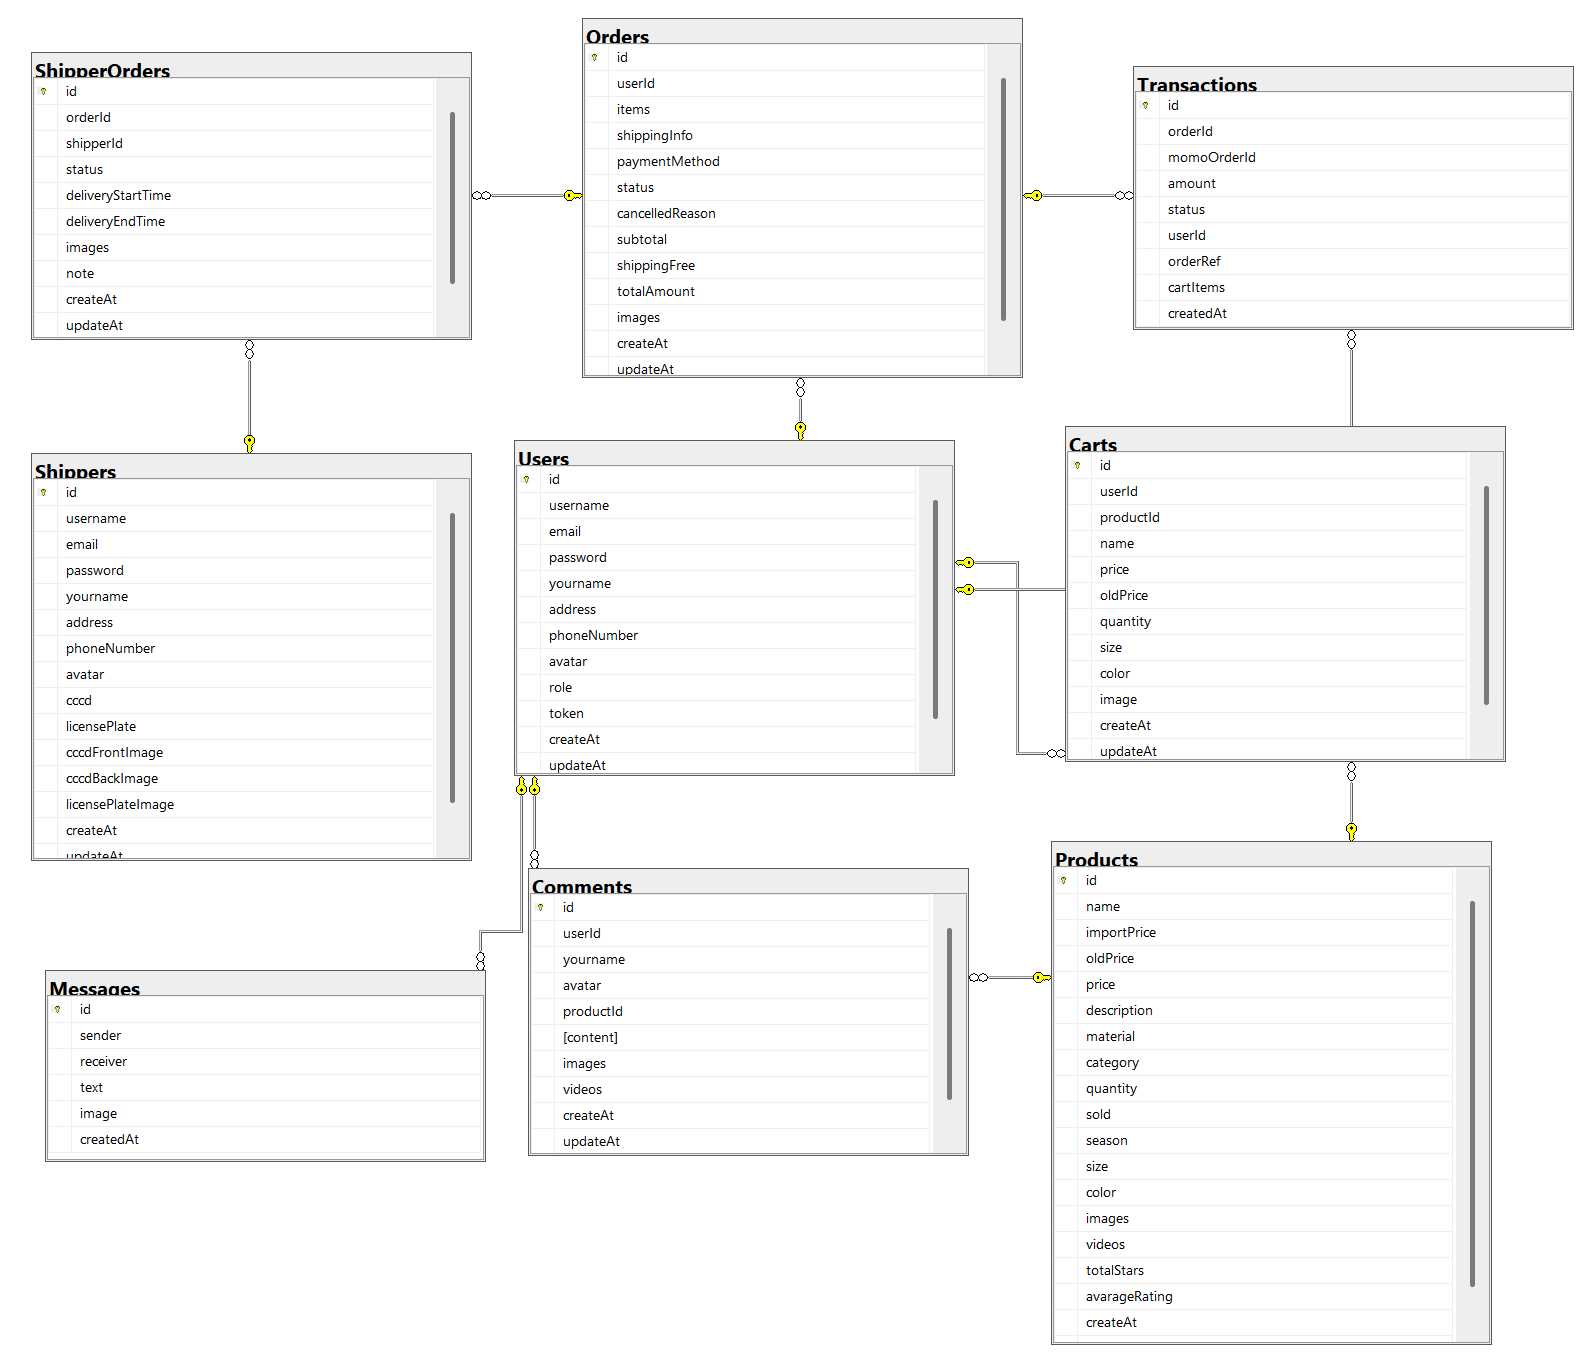 Orders
id
userId
items
shippingInfo
paymentMethod
status
cancelledReason
subtotal
shippingFree
totalAmount
images
createAt
updateAt
ShipperOrders
id
orderId
shipperId
status
deliveryStartTime
deliveryEndTime
images
note
createAt
updateAt
Transactions
id
orderId
momoOrderId
amount
status
userId
orderRef
cartItems
createdAt
Shippers
id
username
email
password
yourname
address
phoneNumber
avatar
cccd
licensePlate
cccdFrontImage
cccdBackImage
licensePlateImage
createAt
updateAt
Users
id
username
email
password
yourname
address
phoneNumber
avatar
role
token
createAt
updateAt
Carts
id
userId
productId
name
price
oldPrice
quantity
size
color
image
createAt
updateAt
Messages
id
sender
receiver
text
image
createdAt
Comments
id
userId
yourname
avatar
productId
[content]
images
videos
createAt
updateAt
Products
id
name
importPrice
oldPrice
price
description
material
category
quantity
sold
season
size
color
images
videos
totalStars
avarageRating
createAt